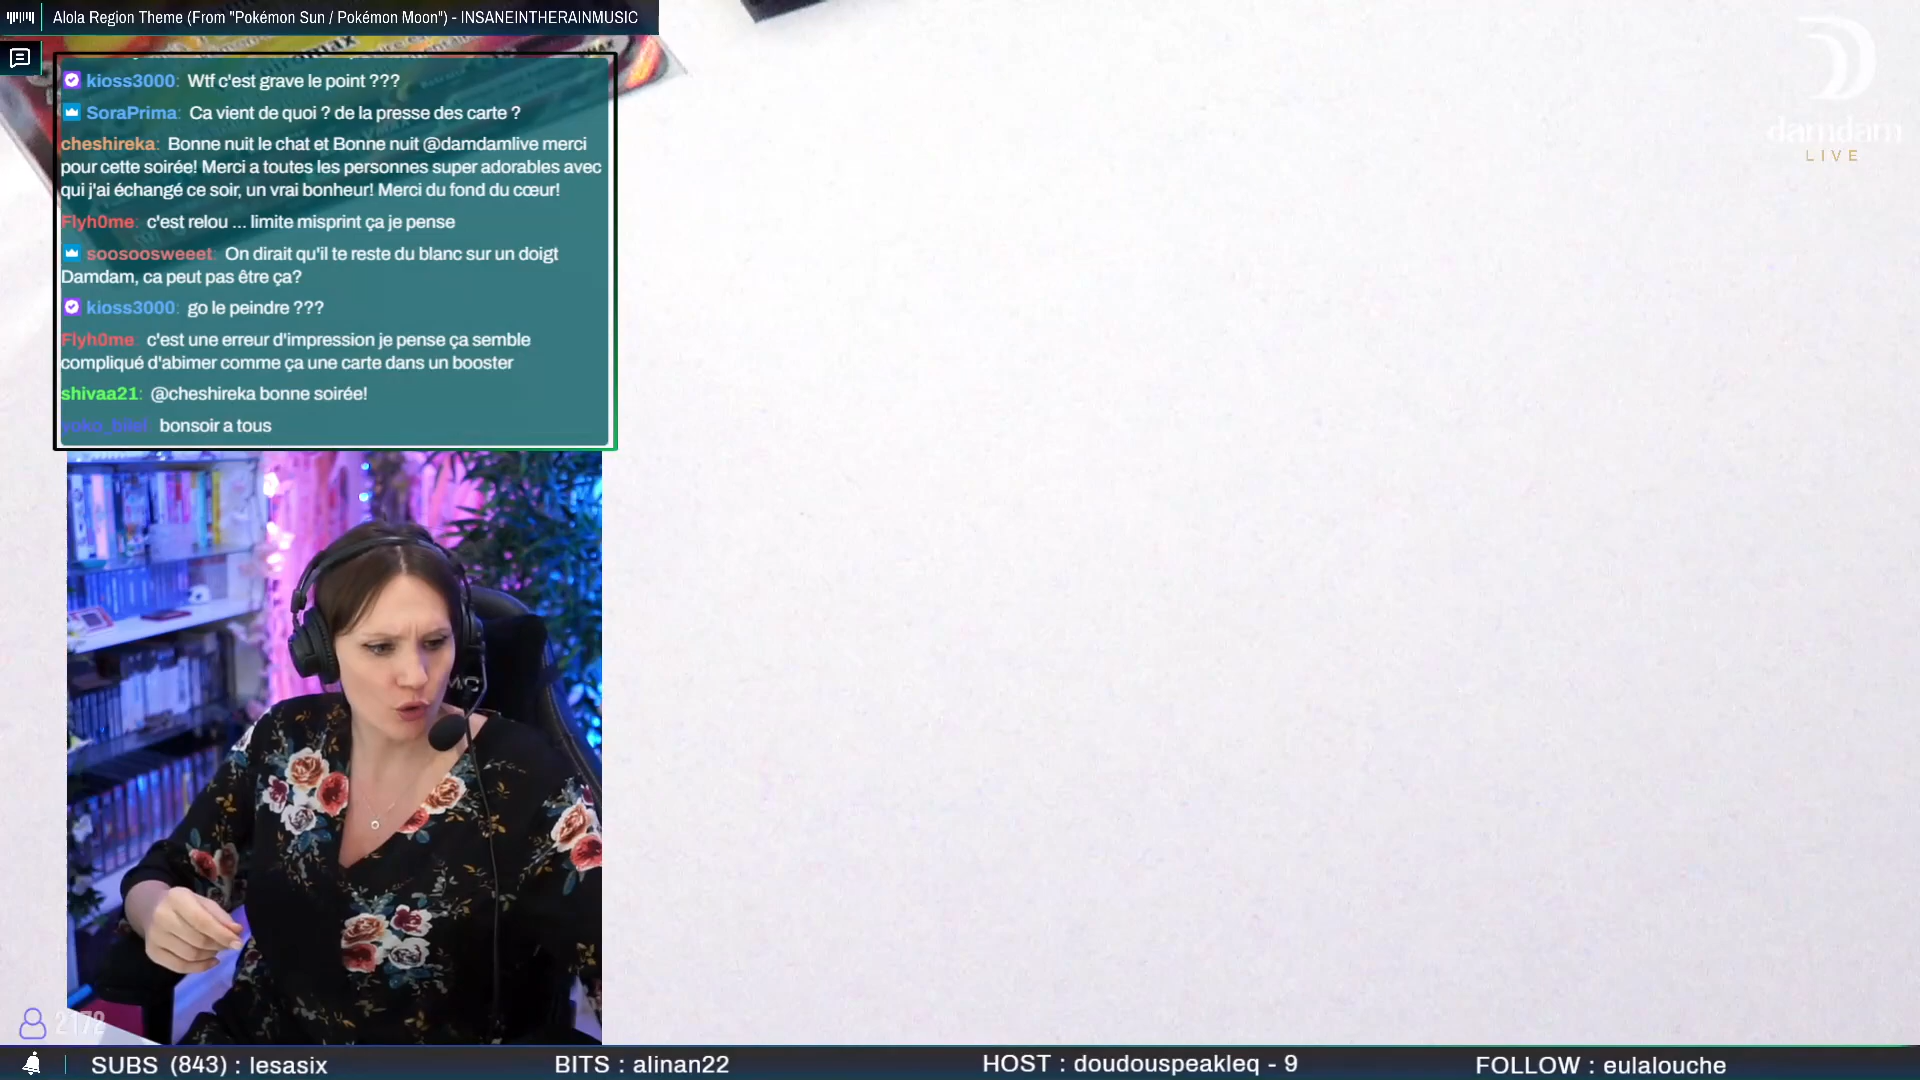 Alola Region Theme (From "Pokémon Sun / Pokémon Moon") - INSANEINTHERAINMUSIC
kioss3000: Wtf c'est grave le point ???
SoraPrima: Ca vient de quoi ? de la presse des carte ?
cheshireka: Bonne nuit le chat et Bonne nuit @damdamlive merci
pour cette soirée! Merci a toutes les personnes super adorables avec
qui j'ai échangé ce soir, un vrai bonheur! Merci du fond du cœur!
Flyh0me: c'est relou ... limite misprint ça je pense
soosoosweeet: On dirait qu'il te reste du blanc sur un doigt
Damdam, ca peut pas être ça?
kioss3000: go le peindre ???
Flyh0me: c'est une erreur d'impression je pense ça semble
compliqué d'abimer comme ça une carte dans un booster
shivaa21: @cheshireka bonne soirée!
bonsoir a tous
damdam
LIVE
2172
SUBS (843) : lesasix
BITS : alinan22
HOST : doudouspeakleq - 9
FOLLOW : eulalouche